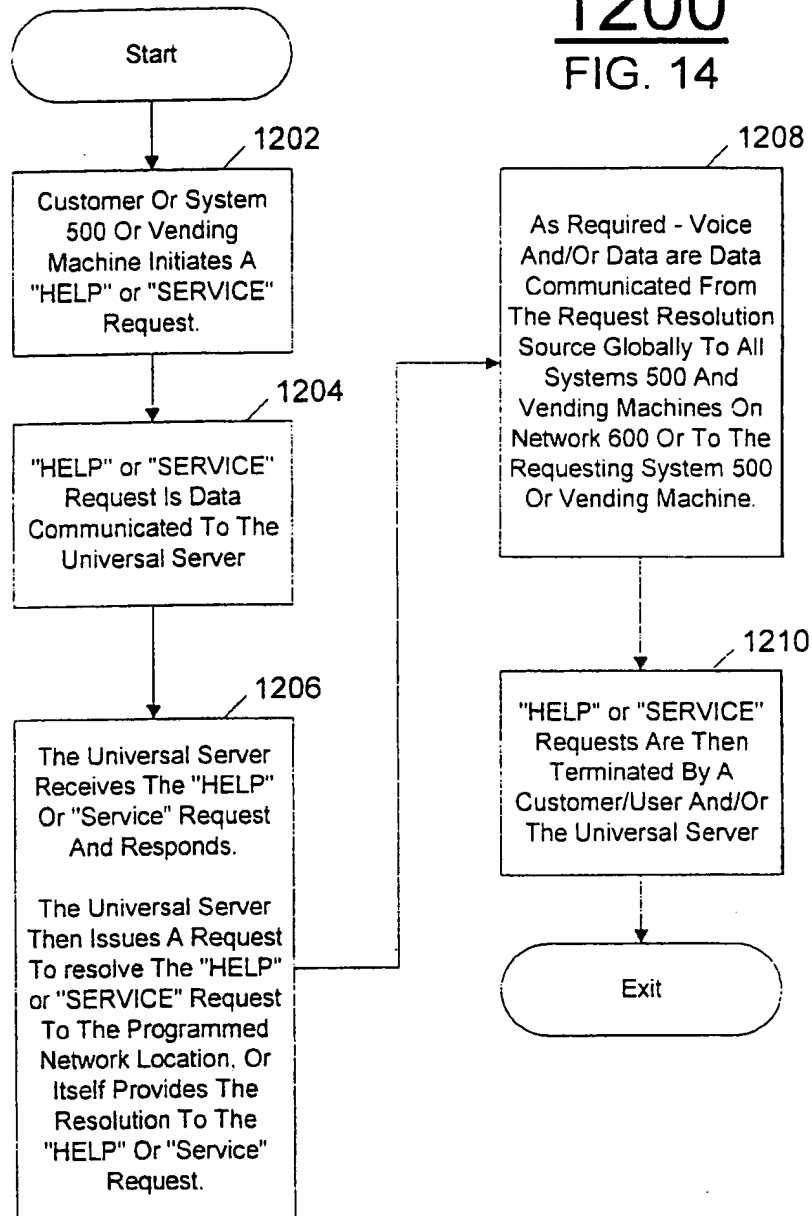 1200
FIG. 14
Start
1202
Customer Or System
500 Or Vending
Machine Initiates A
"HELP" or "SERVICE"
Request.
1204
"HELP" or "SERVICE"
Request Is Data
Communicated To The
Universal Server
1206
The Universal Server
Receives The "HELP"
Or "Service" Request
And Responds.
The Universal Server
Then Issues A Request
To resolve The "HELP"
or "SERVICE" Request
To The Programmed
Network Location, Or
Itself Provides The
Resolution To The
"HELP" Or "Service"
Request.
1208
As Required - Voice
And/Or Data are Data
Communicated From
The Request Resolution
Source Globally To All
Systems 500 And
Vending Machines On
Network 600 Or To The
Requesting System 500
Or Vending Machine.
1210
"HELP" or "SERVICE"
Requests Are Then
Terminated By A
Customer/User And/Or
The Universal Server
Exit